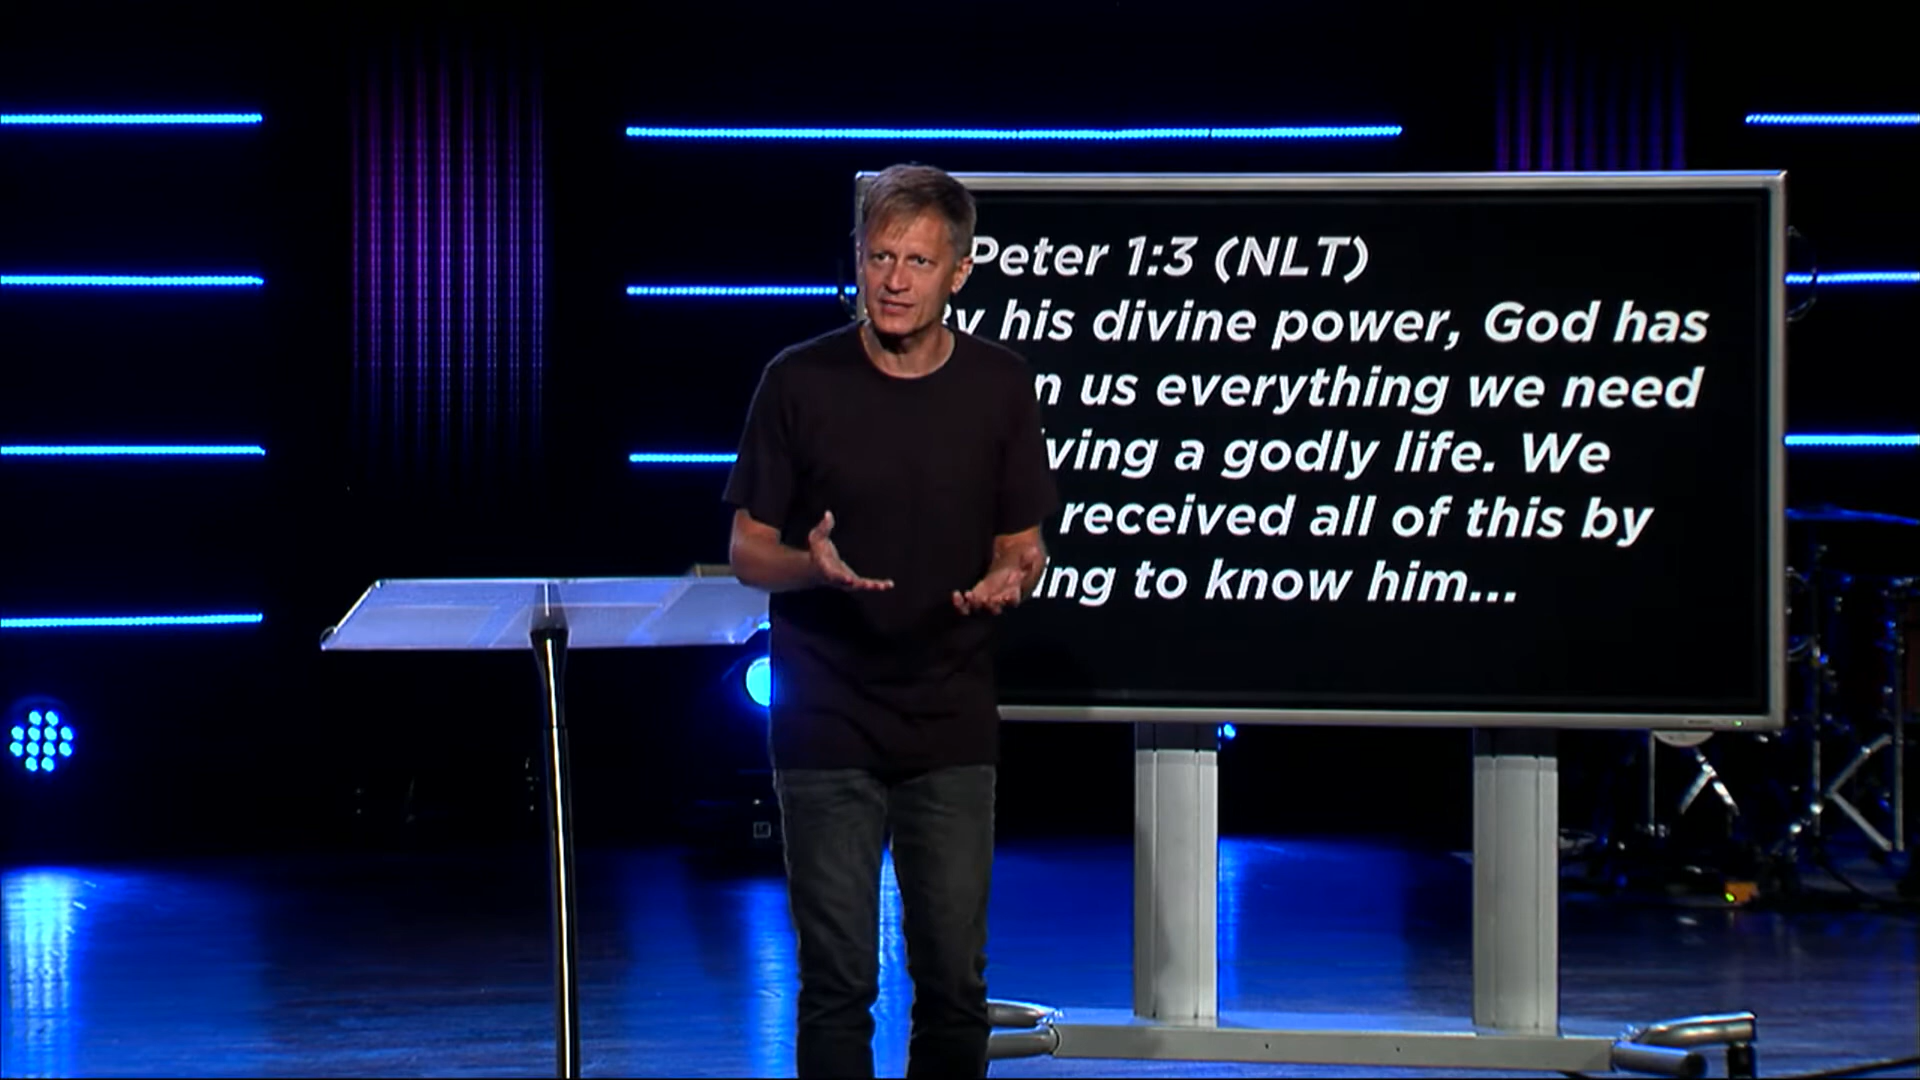 Peter 1:3 (NLT)
his divine power, God has
us everything we need
a godly life. We
received all of this by
to know him...